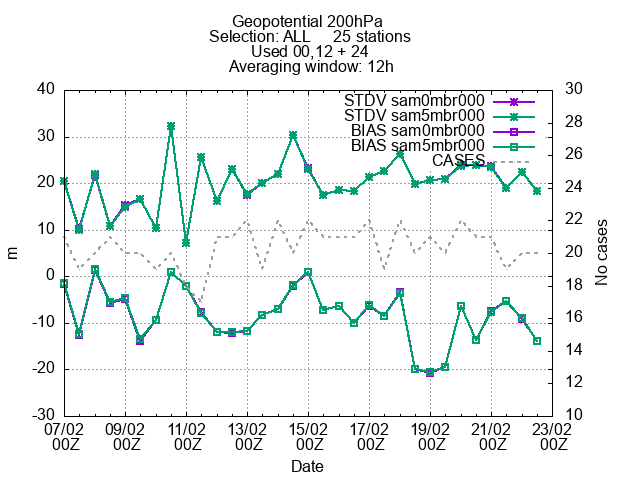 Geopotential 200hPa
Selection: ALL 25 stations
Used 00,12 + 24
Averaging window: 12h
STDV sam0mbr000
STDV sam5mbr000
BIAS sam0mbr000
BIAS sam5mbr000
CASES
40
30
20
10
0
-10
-20
-30
m
30
28
26
24
22
20
18
16
14
12
10
No cases
07/02 09/02 11/02 13/02 15/02 17/02 19/02 21/02 23/02
00Z 00Z 00Z 00Z 00Z 00Z 00Z 00Z 00Z
Date